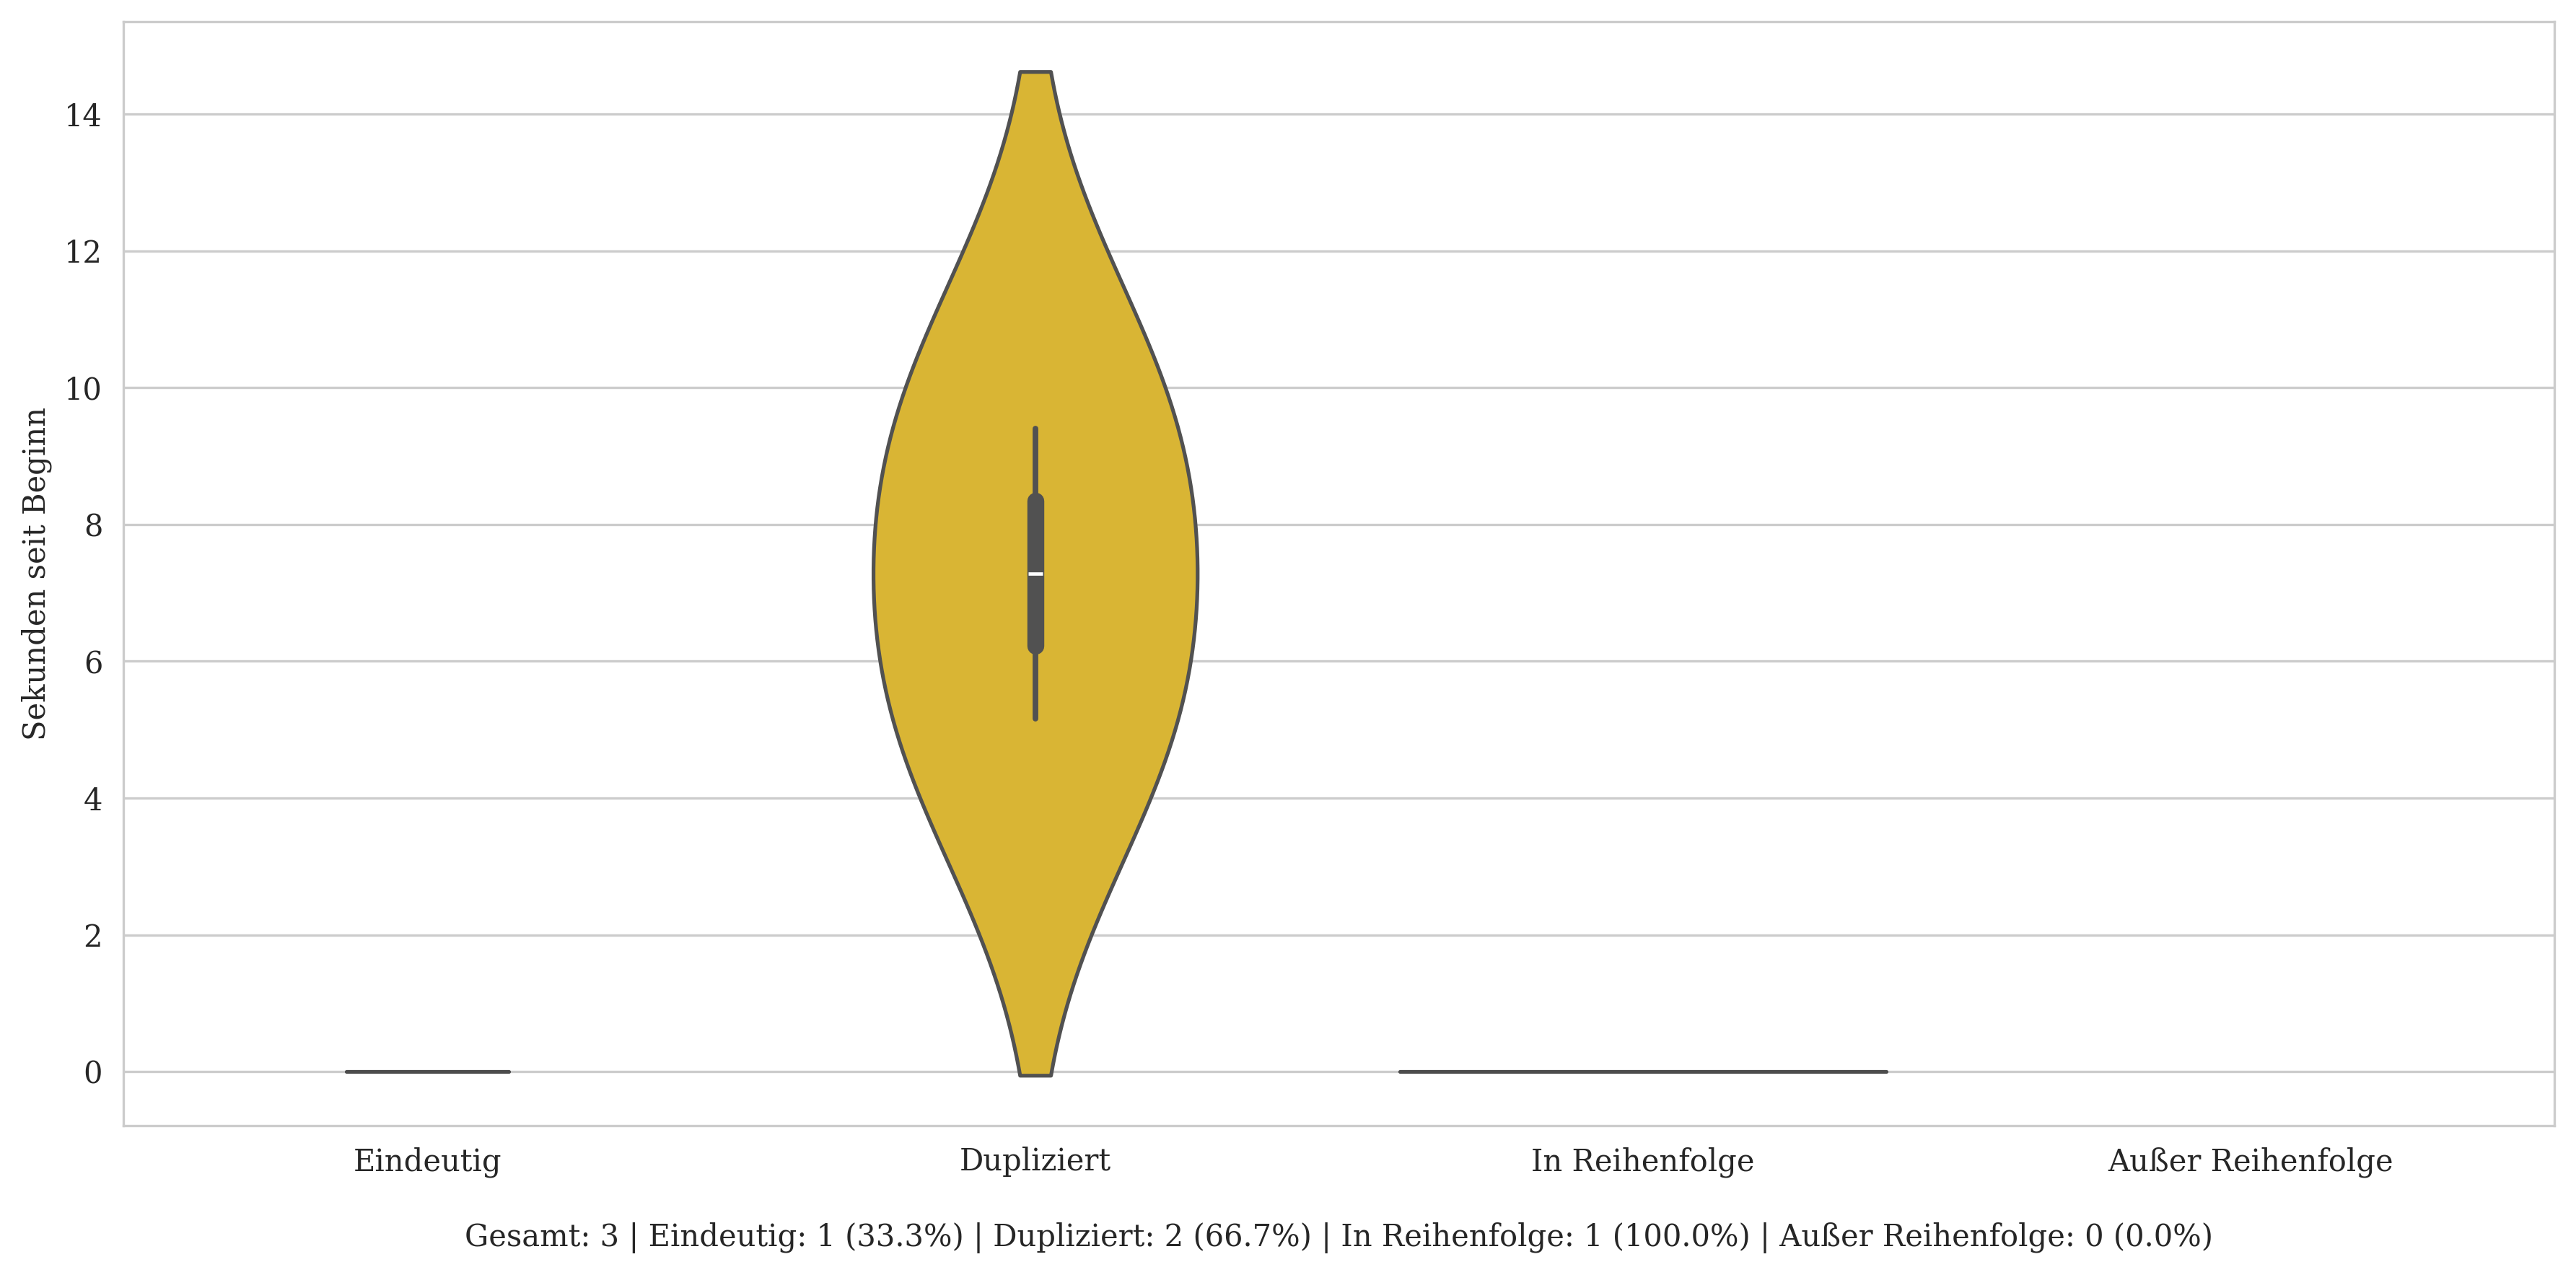 Sekunden seit Beginn
14
12
10
8
6
4
2
0
Eindeutig
Dupliziert
In Reihenfolge
Außer Reihenfolge
Gesamt: 3 | Eindeutig: 1 (33.3%) | Dupliziert: 2 (66.7%) | In Reihenfolge: 1 (100.0%) | Außer Reihenfolge: 0 (0.0%)